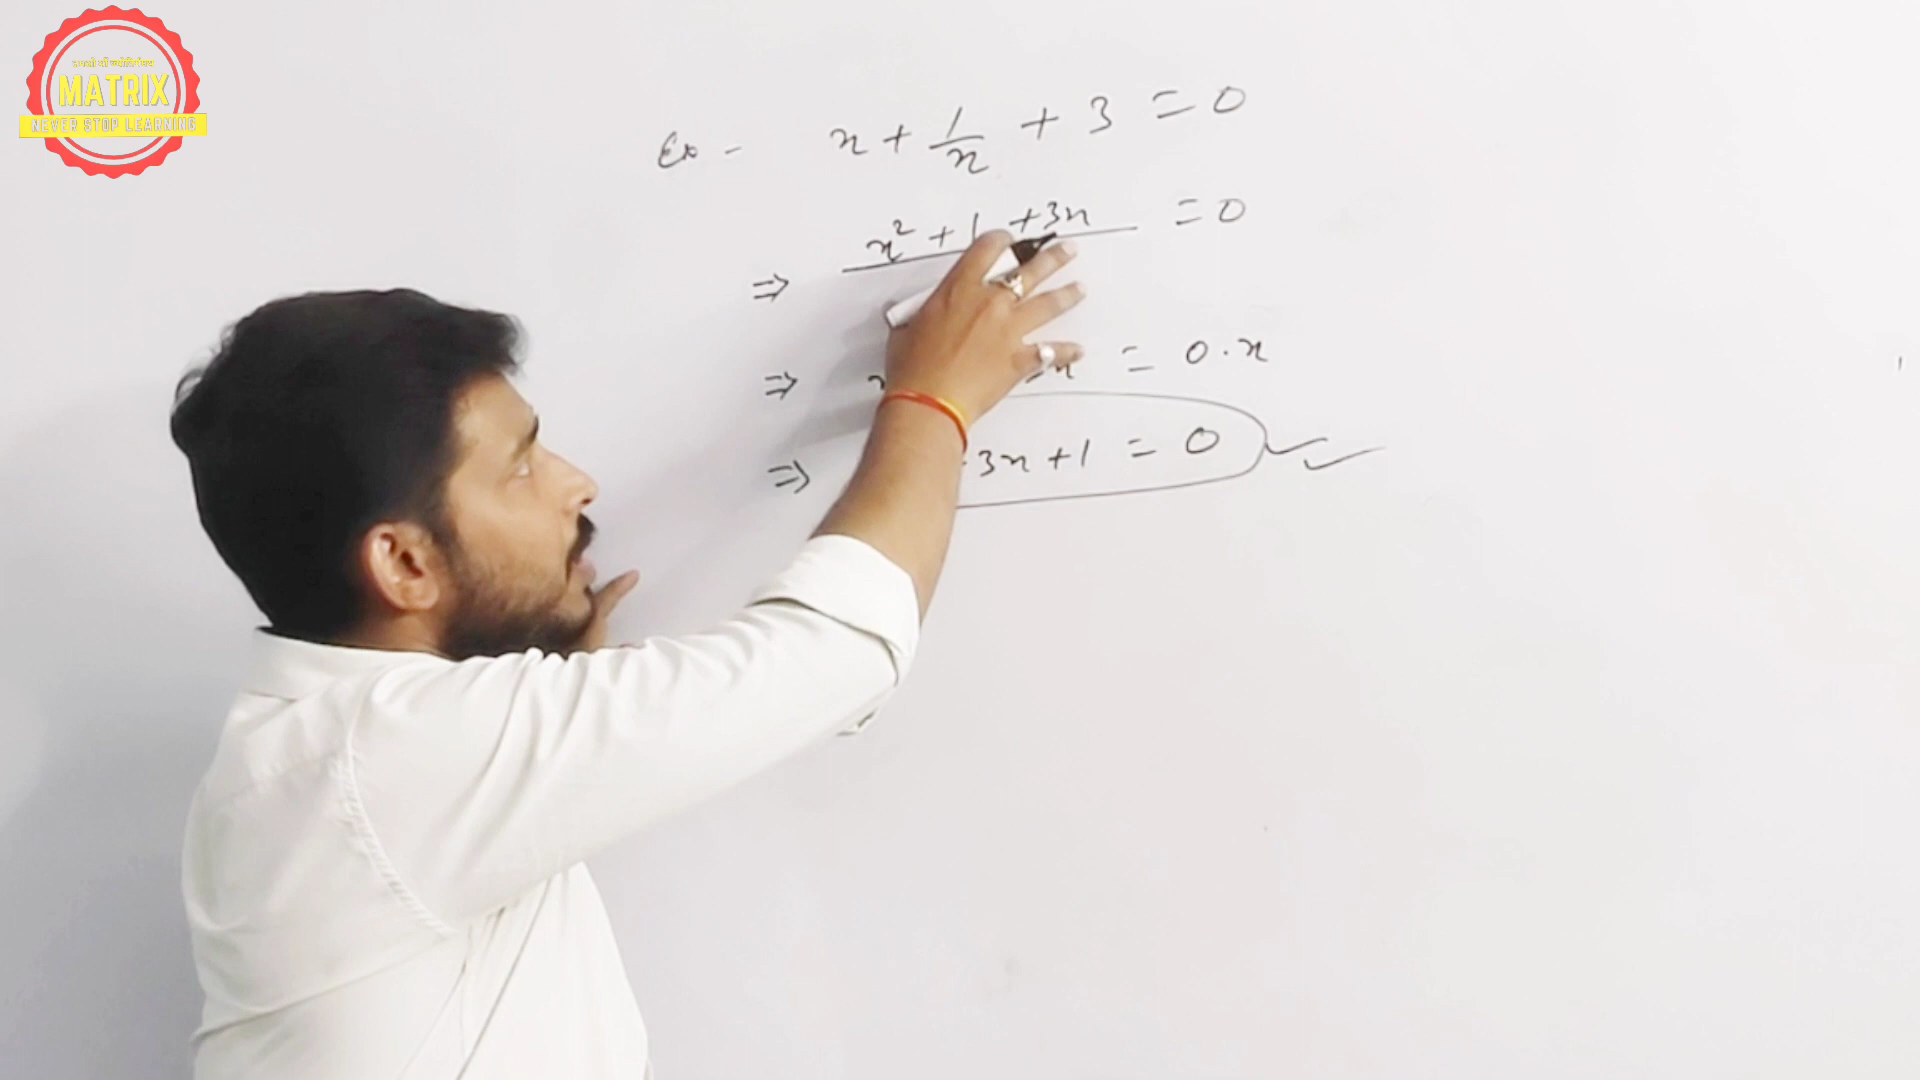 MATRIX
NEVER STOP LEARNING
Ex - x + 1/x + 3 = 0
⇒ x² + 1 + 3x = 0
⇒ x = 0.x
⇒ 3x + 1 = 0